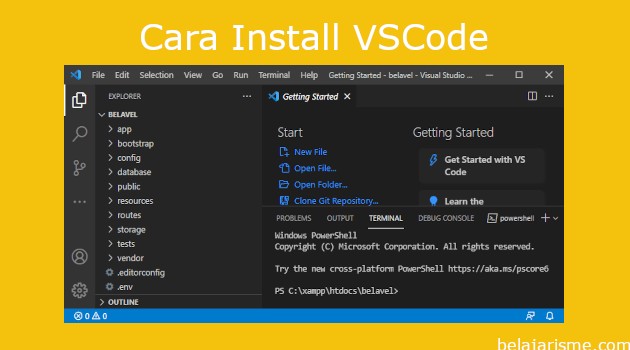 Cara Install VSCode
File Edit Selection View Go Run Terminal Help Getting Started - belavel - Visual Studio ...
EXPLORER ...
BELAVEL
app
bootstrap
config
database
public
resources
routes
storage
tests
vendor
.editorconfig
.env
OUTLINE
Getting Started
Start
New File
Open File...
Open Folder...
Clone Git Repository...
Getting Started
Get Started with VS
Code
Learn the
PROBLEMS OUTPUT TERMINAL DEBUG CONSOLE powershell
Windows PowerShell
Copyright (C) Microsoft Corporation. All rights reserved.
Try the new cross-platform PowerShell https://aka.ms/pscore6
PS C:\xampp\htdocs\belavel>
0 0
belajarisme.com